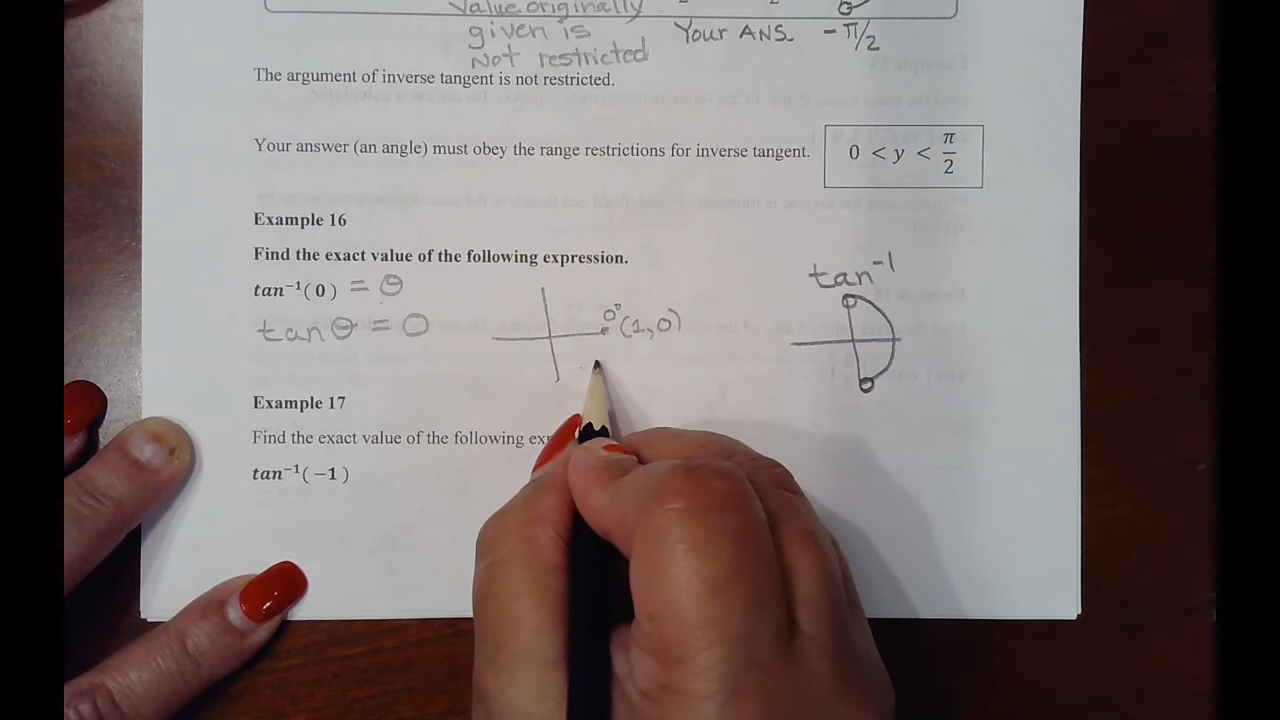 Value originally
given is Your ANS. - π/2
Not restricted
The argument of inverse tangent is not restricted.
Your answer (an angle) must obey the range restrictions for inverse tangent. 0 < y < π/2
Example 16
Find the exact value of the following expression.
tan⁻¹(0) = θ
tan θ = 0
0° (1,0)
tan⁻¹
Example 17
Find the exact value of the following
tan⁻¹(−1)